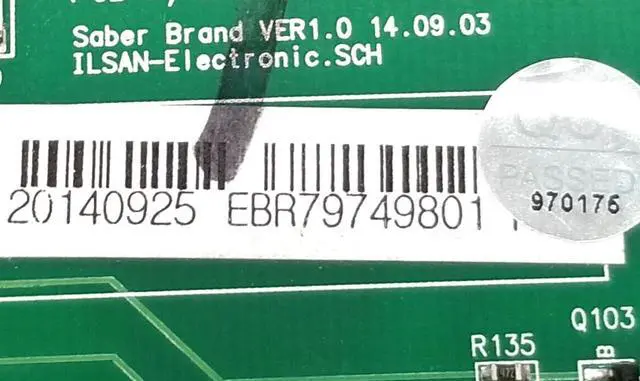 Saber Brand VER1.0 14.09.03
ILSAN-Electronic.SCH
20140925 EBR79749801
PASSED
970176
Q103
R135
B